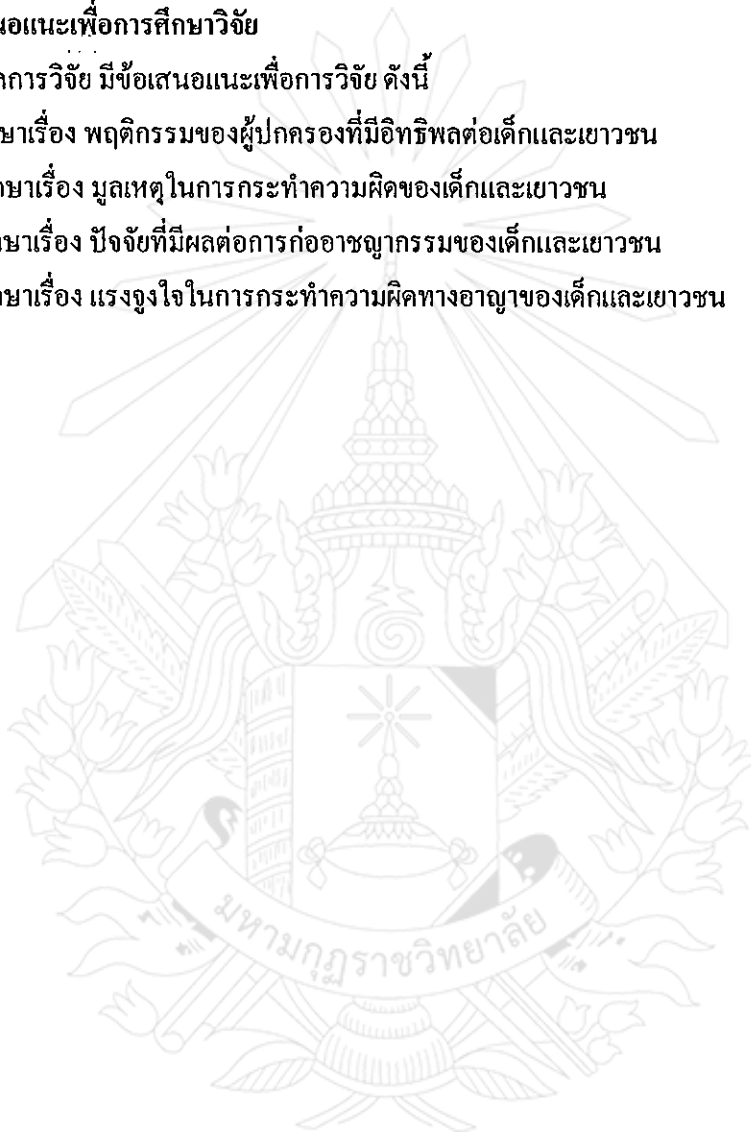 นอแนะเพื่อการศึกษาวิจัย
ลการวิจัย มีข้อเสนอแนะเพื่อการวิจัย ดังนี้
ษาเรื่อง พฤติกรรมของผู้ปกครองที่มีอิทธิพลต่อเด็กและเยาวชน
กษาเรื่อง มูลเหตุในการกระทำความผิดของเด็กและเยาวชน
กษาเรื่อง ปัจจัยที่มีผลต่อการก่ออาชญากรรมของเด็กและเยาวชน
กษาเรื่อง แรงจูงใจในการกระทำความผิดทางอาญาของเด็กและเยาวชน
มหามกุฏราชวิทยาลัย